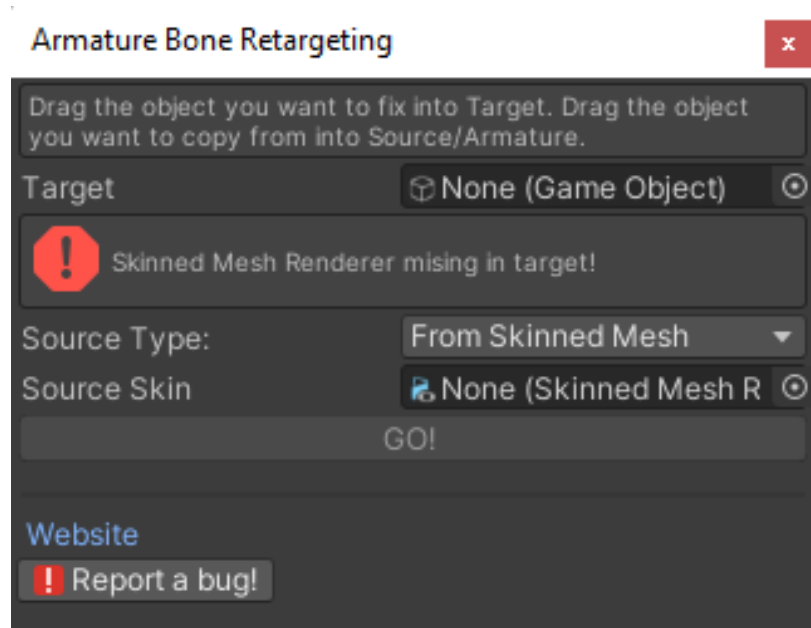 Armature Bone Retargeting
x
Drag the object you want to fix into Target. Drag the object
you want to copy from into Source/Armature.
Target None (Game Object)
Skinned Mesh Renderer mising in target!
Source Type: From Skinned Mesh
Source Skin None (Skinned Mesh R
GO!
Website
Report a bug!